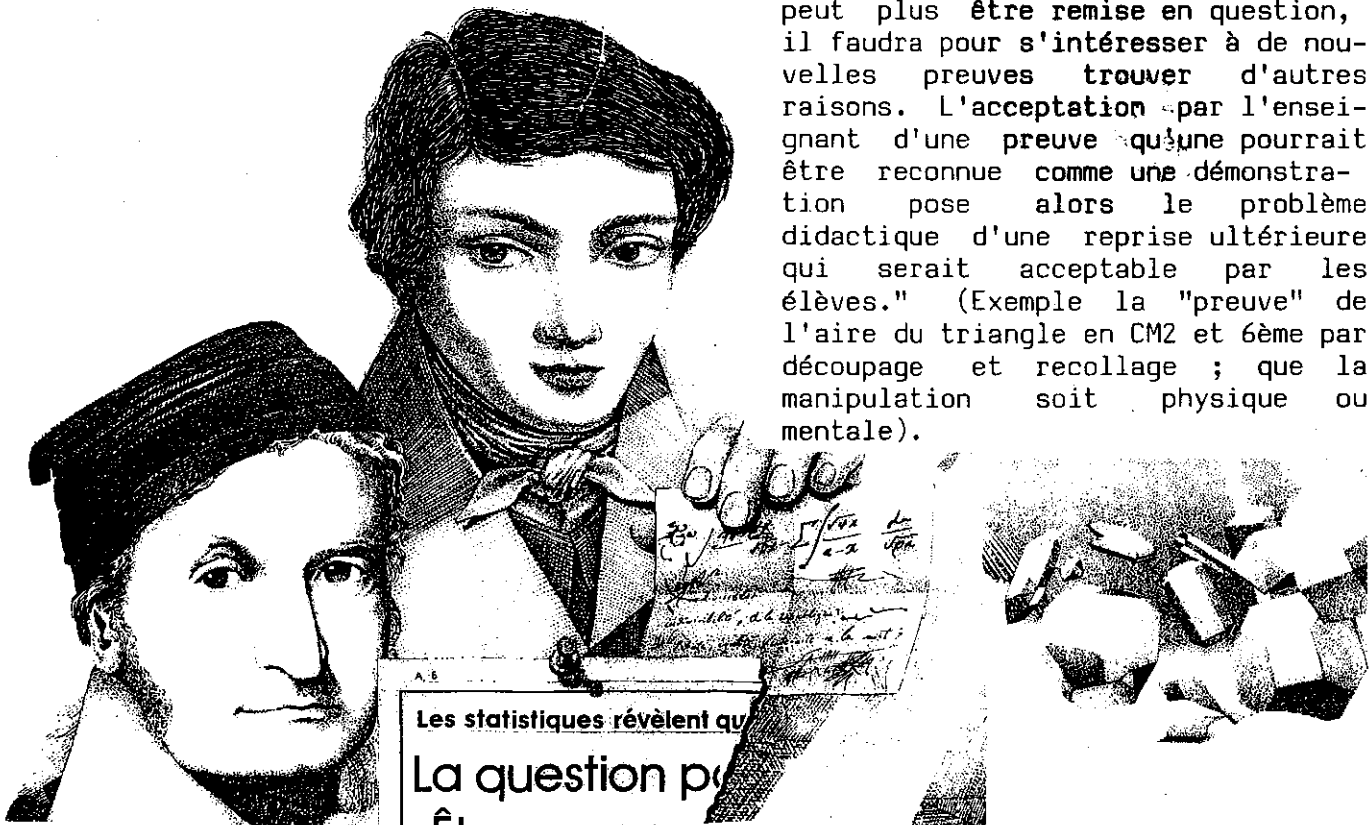 peut plus être remise en question,
il faudra pour s'intéresser à de nou-
velles preuves trouver d'autres
raisons. L'acceptation par l'ensei-
gnant d'une preuve qu'une pourrait
être reconnue comme une démonstra-
tion pose alors le problème
didactique d'une reprise ultérieure
qui serait acceptable par les
élèves." (Exemple la "preuve" de
l'aire du triangle en CM2 et 6ème par
découpage et recollage ; que la
manipulation soit physique ou
mentale).
A, 6
Les statistiques révèlent qu
La question p
Êt